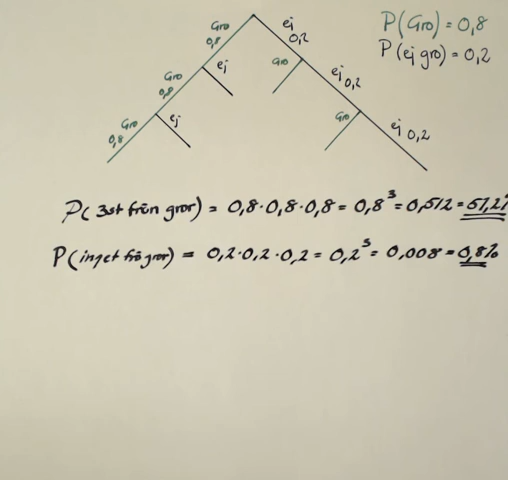 Gro
0,8
ej
0,2
P(Gro) = 0,8
P(ej gro) = 0,2
Gro
0,8
ej
Gro
ej 0,2
Gro
0,8
ej
Gro
ej 0,2
P( 3st frön gror) = 0,8·0,8·0,8 = 0,8³ = 0,512 = 51,2%
P(inget frö gror) = 0,2·0,2·0,2 = 0,2³ = 0,008 = 0,8%